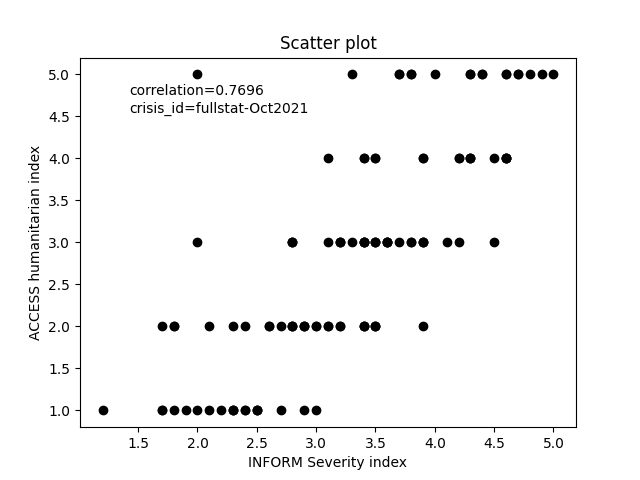 Scatter plot
5.0
correlation=0.7696
crisis_id=fullstat-Oct2021
4.5
4.0
3.5
3.0
2.5
2.0
1.5
1.0
ACCESS humanitarian index
1.5 2.0 2.5 3.0 3.5 4.0 4.5 5.0
INFORM Severity index